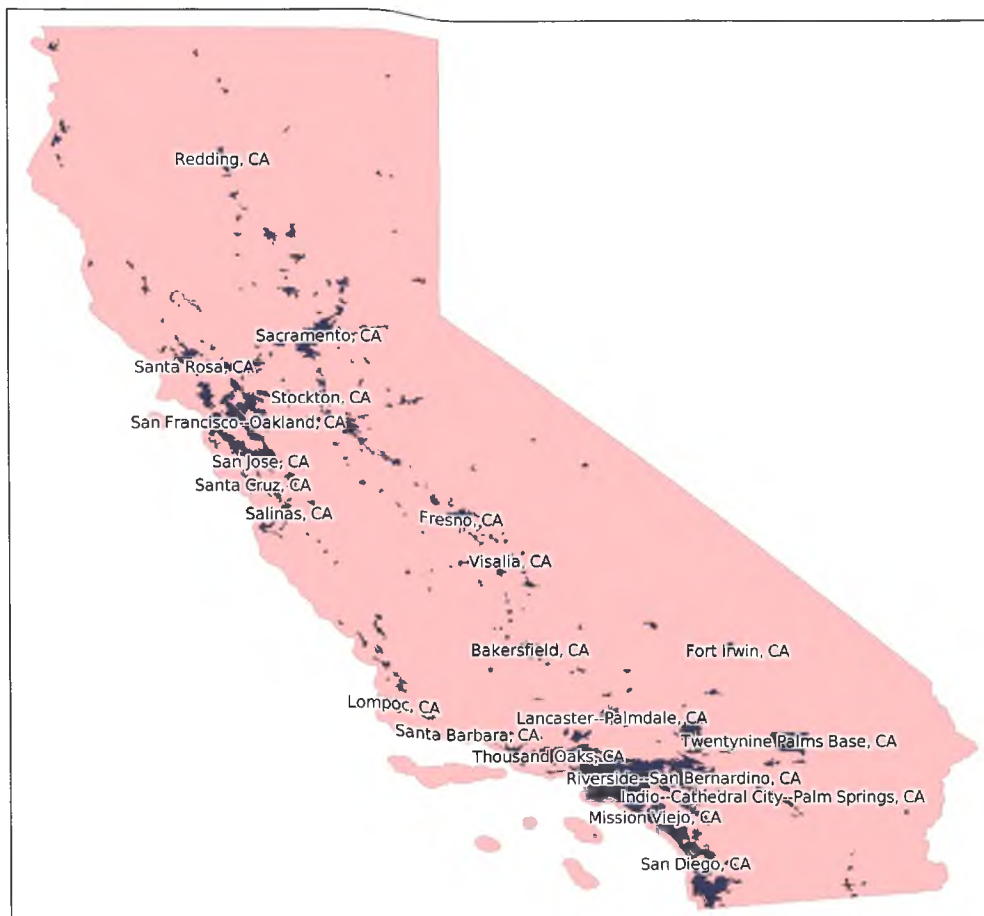 Redding, CA
Sacramento, CA
Santa Rosa, CA
Stockton, CA
San Francisco--Oakland, CA
San Jose, CA
Santa Cruz, CA
Salinas, CA
Fresno, CA
Visalia, CA
Bakersfield, CA
Fort Irwin, CA
Lompoc, CA
Lancaster--Palmdale, CA
Santa Barbara, CA
Twentynine Palms Base, CA
Thousand Oaks, CA
Riverside--San Bernardino, CA
Indio--Cathedral City--Palm Springs, CA
Mission Viejo, CA
San Diego, CA